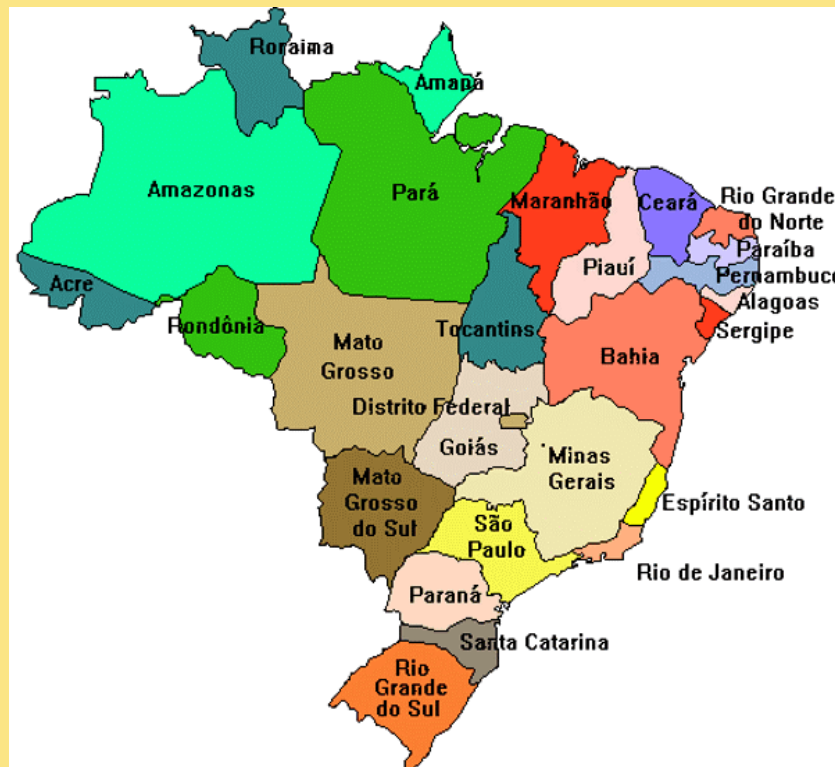 Roraima
Amapá
Amazonas
Pará
Maranhão
Ceará
Rio Grande
do Norte
Paraíba
Piauí
Pernambuco
Acre
Alagoas
Rondônia
Tocantins
Sergipe
Mato
Grosso
Bahia
Distrito Federal
Goiás
Minas
Gerais
Mato
Grosso
do Sul
Espírito Santo
São
Paulo
Rio de Janeiro
Paraná
Santa Catarina
Rio
Grande
do Sul